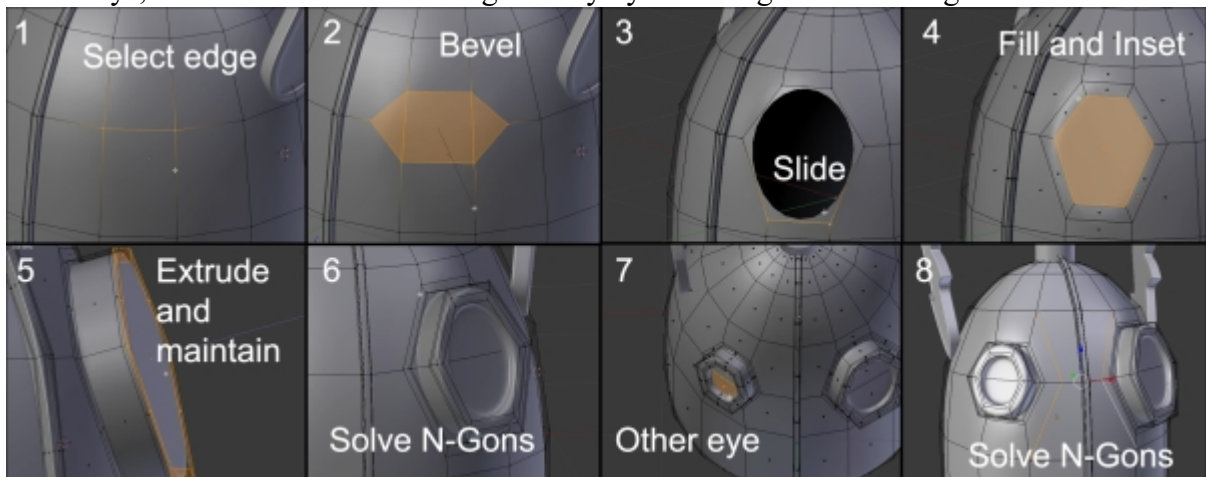 1
Select edge
2
Bevel
3
Slide
4
Fill and Inset
5
Extrude
and
maintain
6
Solve N-Gons
7
Other eye
8
Solve N-Gons